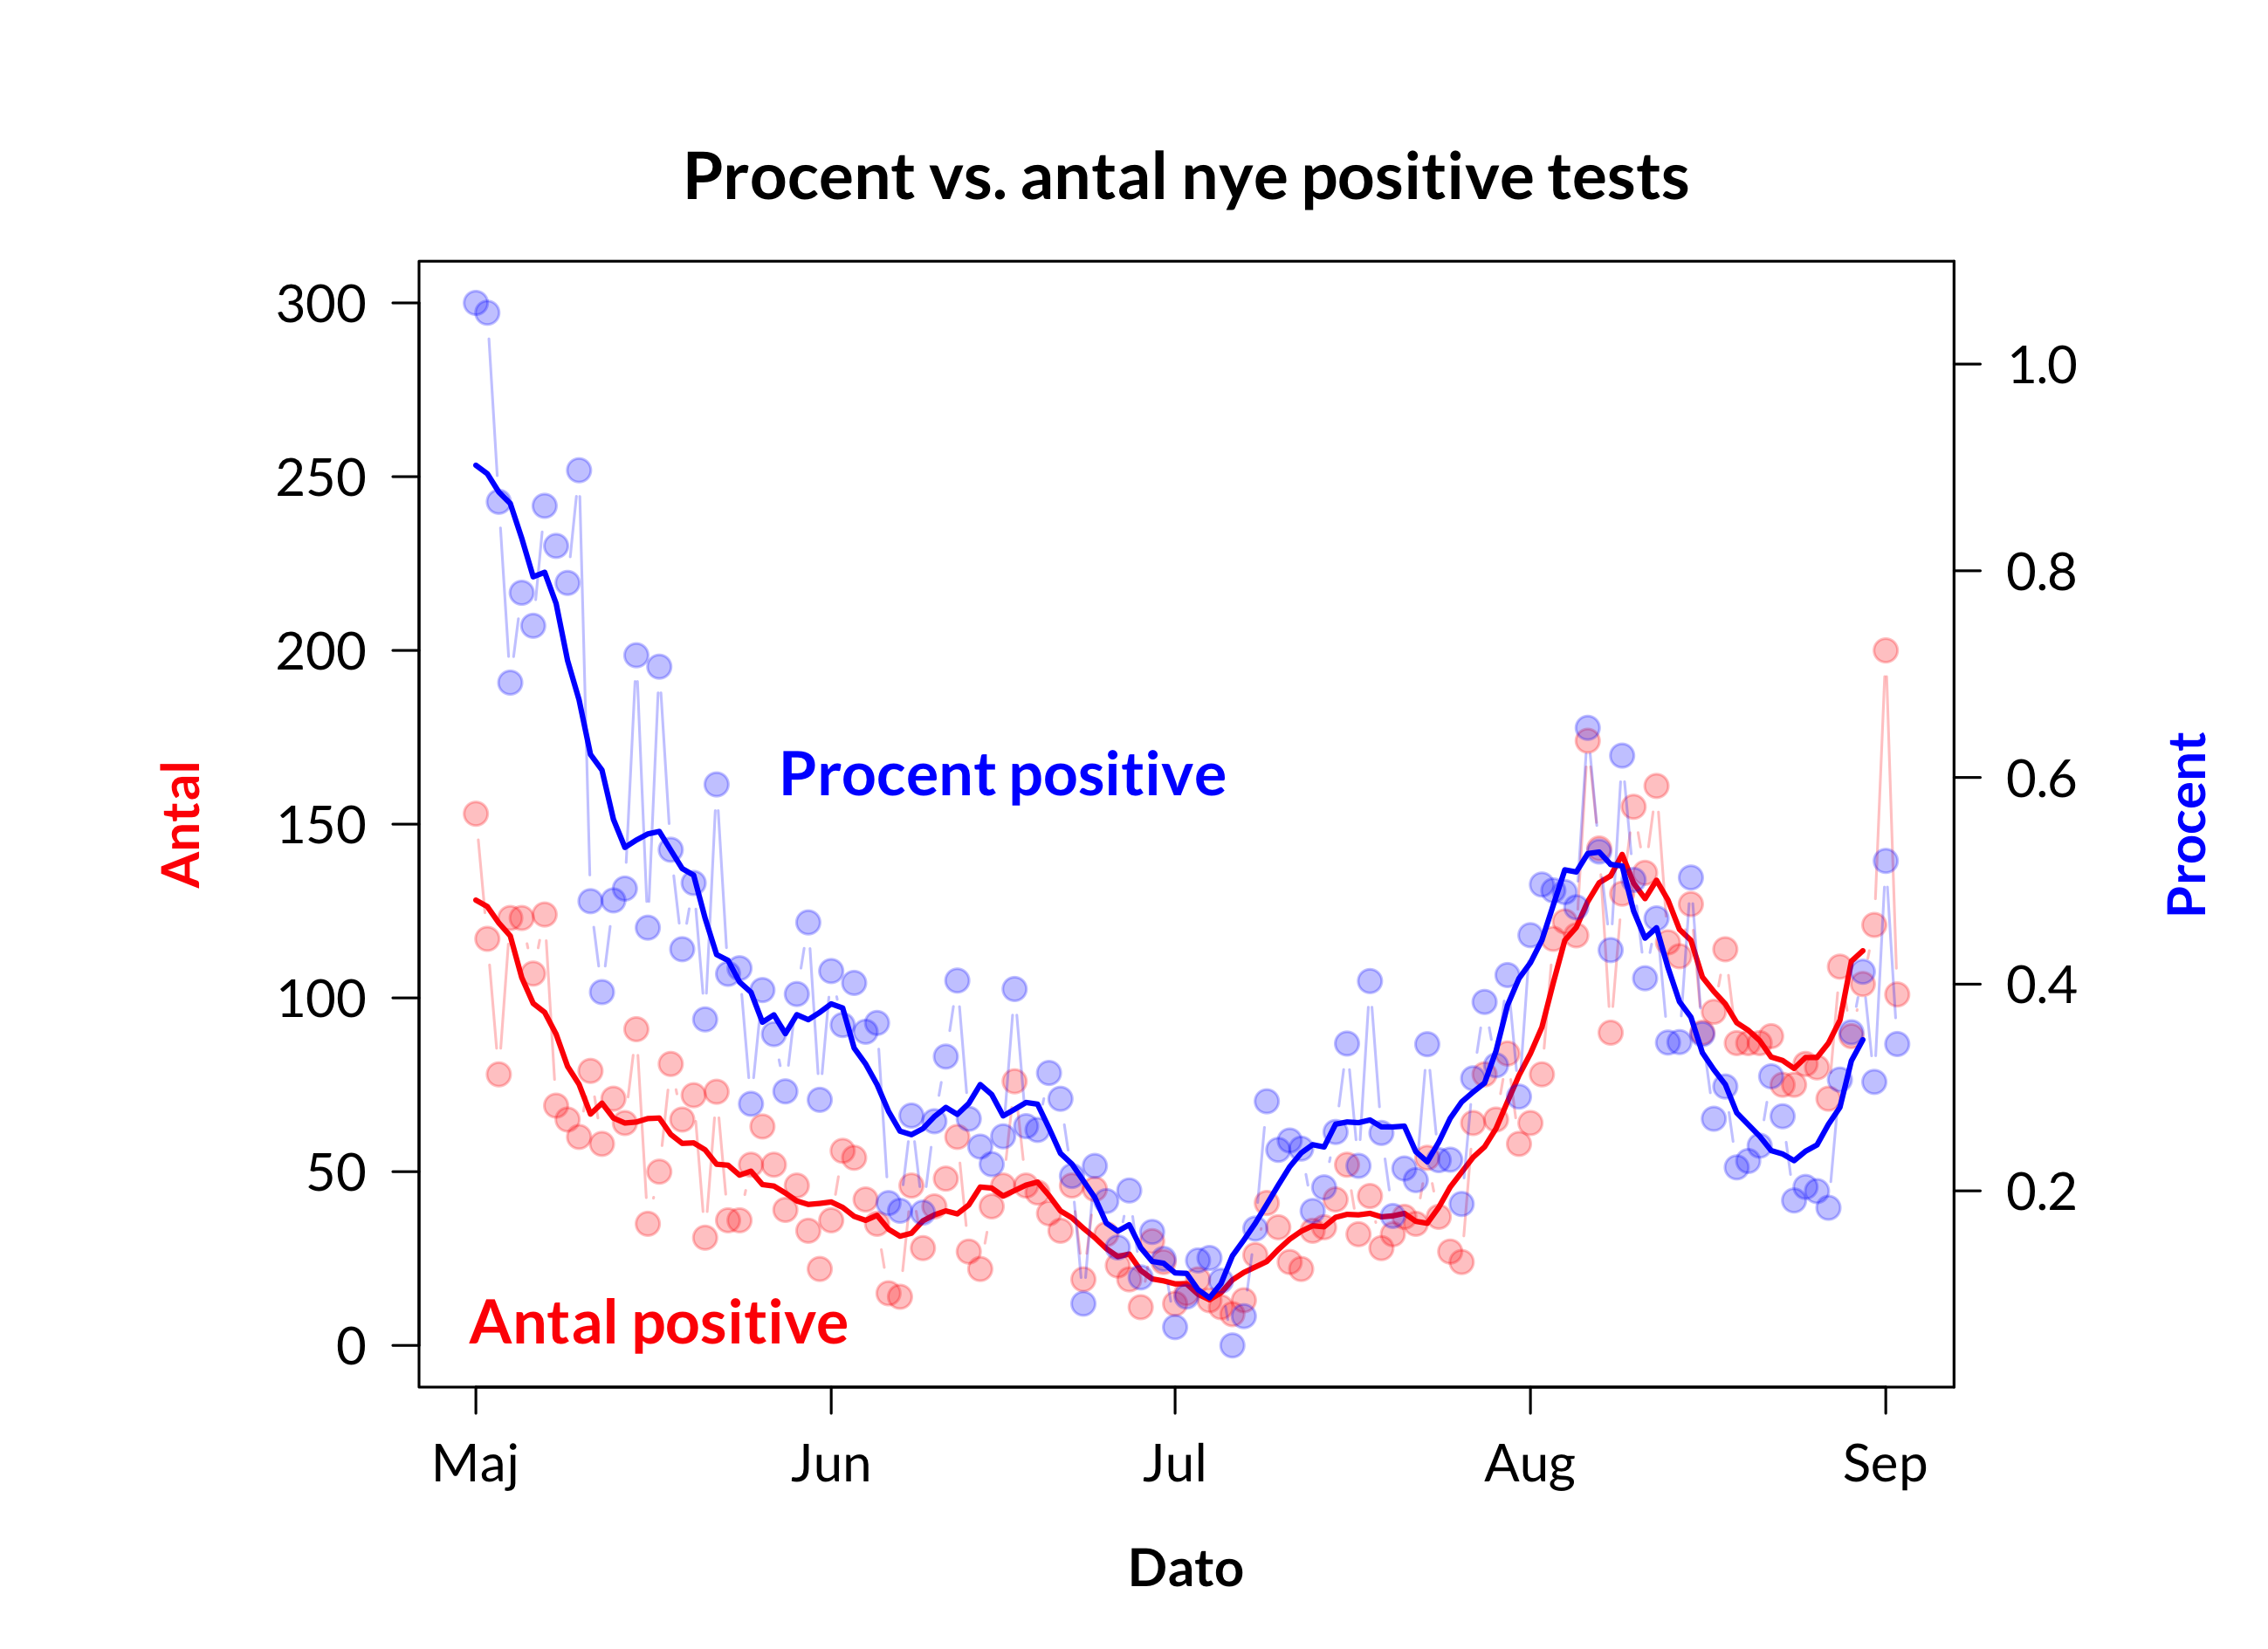 Procent vs. antal nye positive tests
300
250
200
150
100
50
0
Antal
1.0
0.8
0.6
0.4
0.2
Procent
Procent positive
Antal positive
Maj Jun Jul Aug Sep
Dato